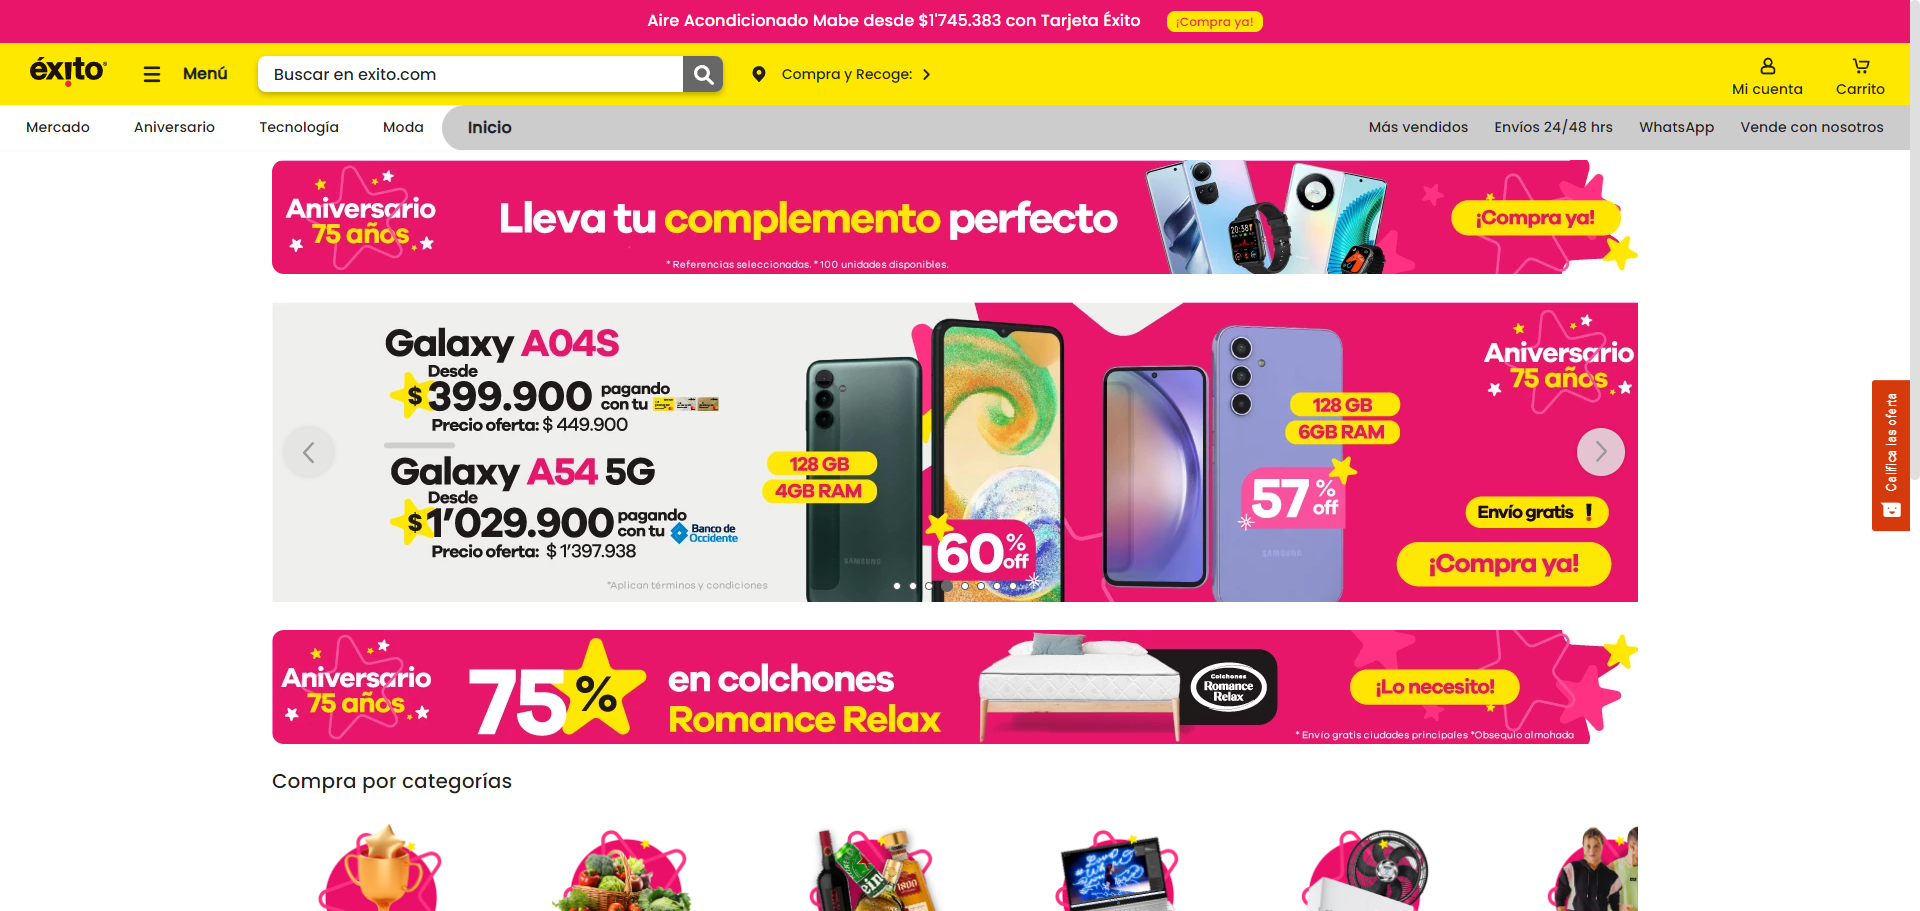 Aire Acondicionado Mabe desde $1'745.383 con Tarjeta Éxito
¡Compra ya!
éxito
Menú
Buscar en exito.com
Compra y Recoge:
Mi cuenta
Carrito
Mercado
Aniversario
Tecnología
Moda
Inicio
Más vendidos
Envíos 24/48 hrs
WhatsApp
Vende con nosotros
Aniversario
75 años
Lleva tu complemento perfecto
* Referencias seleccionadas. * 100 unidades disponibles.
20:38
¡Compra ya!
Galaxy A04S
Desde
$399.900
pagando
con tu
Precio oferta: $ 449.900
Galaxy A54 5G
Desde
$1'029.900
pagando
con tu
Banco de
Occidente
Precio oferta: $ 1'397.938
*Aplican términos y condiciones
128 GB
4GB RAM
SAMSUNG
60% off
128 GB
6GB RAM
57% off
SAMSUNG
Aniversario
75 años
Envío gratis !
¡Compra ya!
Califica las oferta
Aniversario
75 años
75%
en colchones
Romance Relax
Colchones
Romance
Relax
¡Lo necesito!
* Envío gratis ciudades principales *Obsequio almohada
Compra por categorías
1800